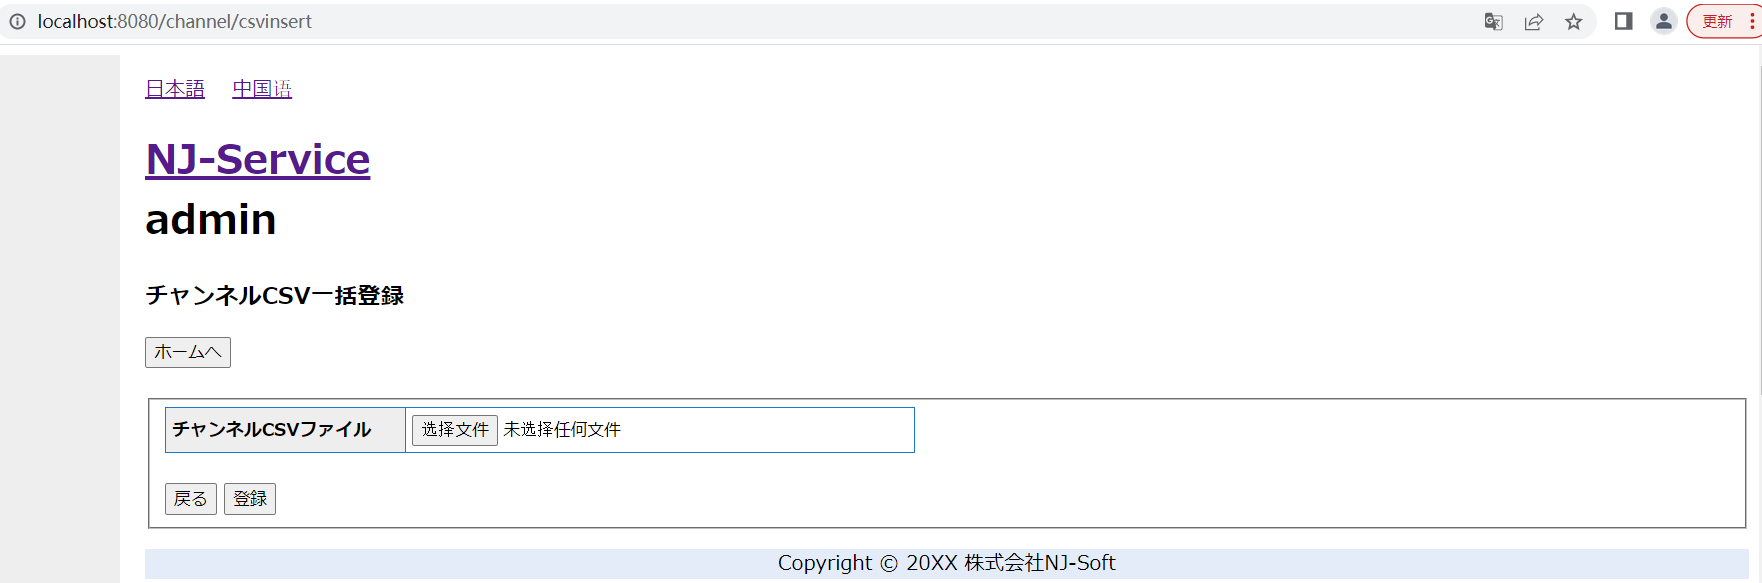 localhost:8080/channel/csvinsert 更新
日本語 中国语
NJ-Service
admin
チャンネルCSV一括登録
ホームへ
チャンネルCSVファイル 选择文件 未选择任何文件
戻る 登録
Copyright © 20XX 株式会社NJ-Soft